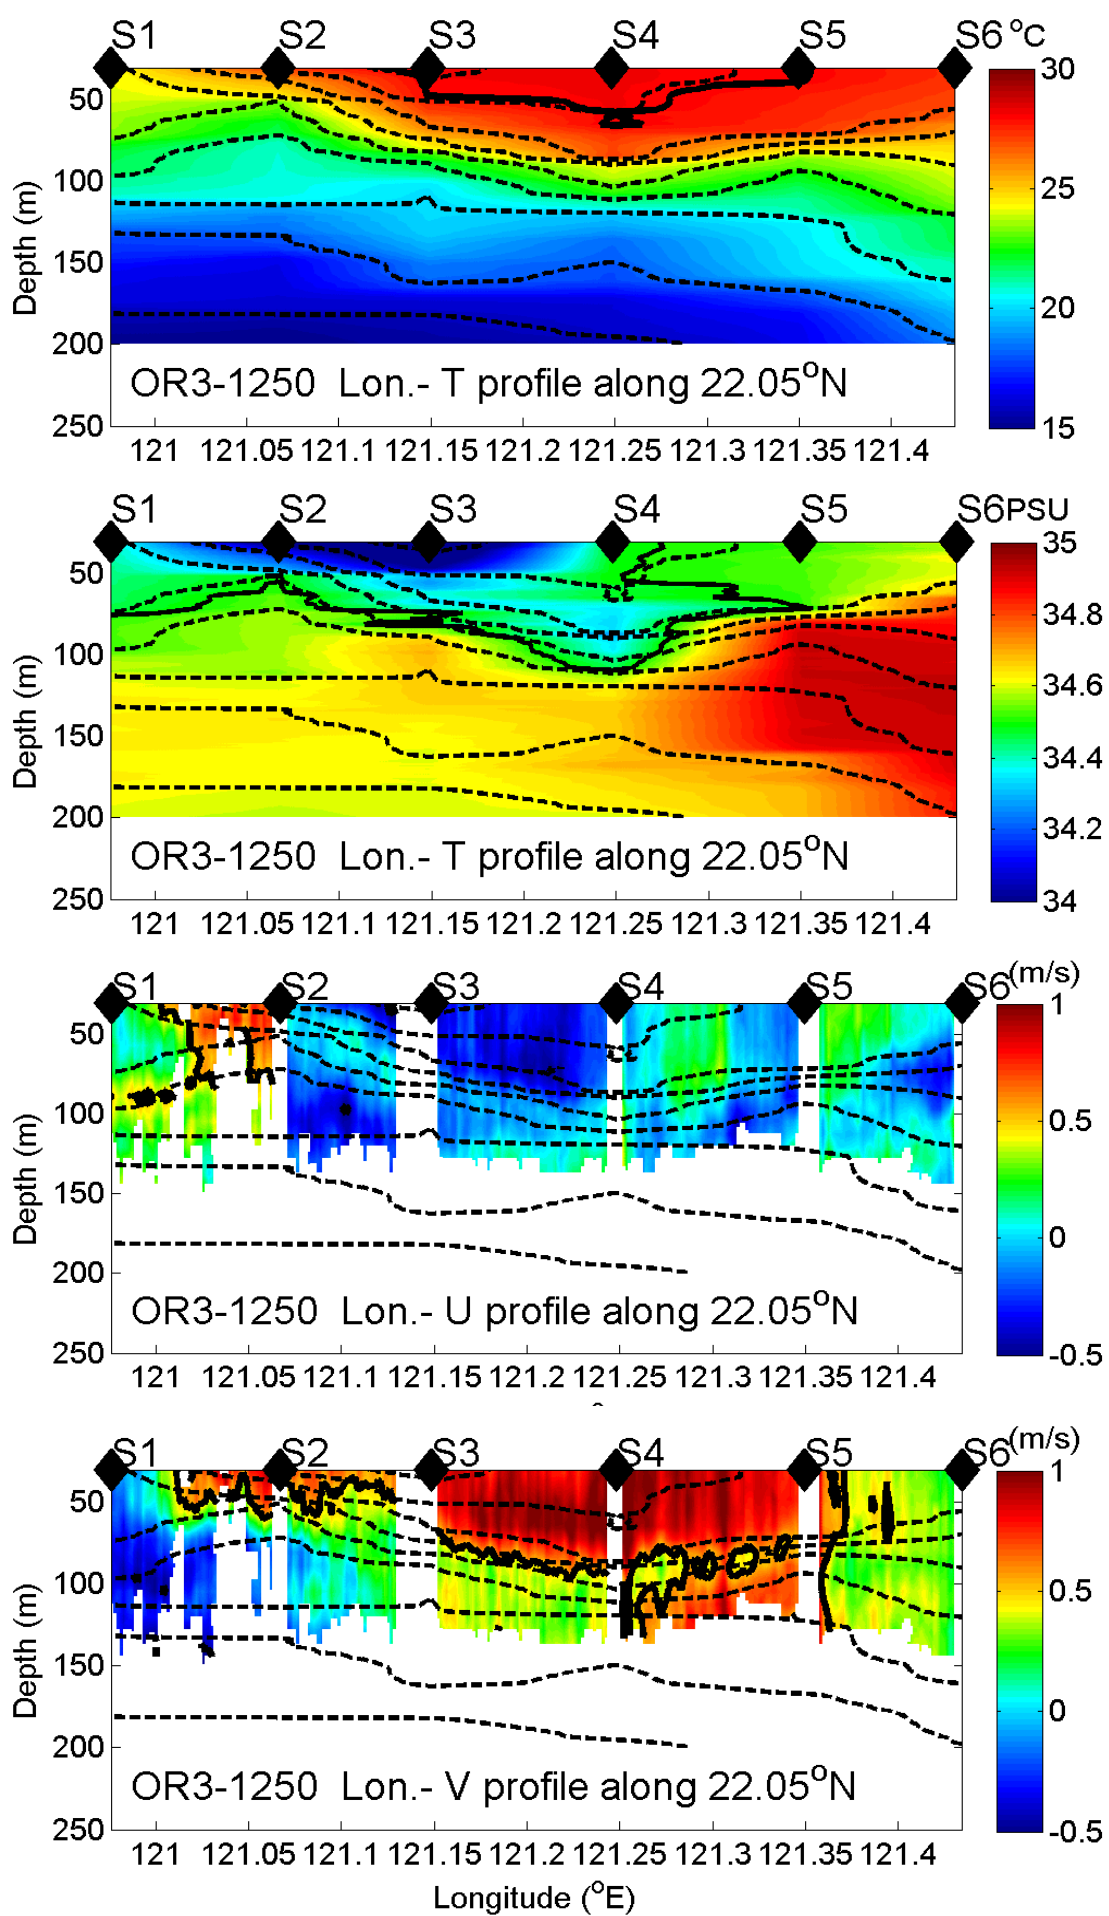 S1 S2 S3 S4 S5 S6 °C
50
100
150
200
250
Depth (m)
OR3-1250 Lon.- T profile along 22.05°N
121 121.05 121.1 121.15 121.2 121.25 121.3 121.35 121.4
30
25
20
15
S1 S2 S3 S4 S5 S6 PSU
50
100
150
200
250
Depth (m)
OR3-1250 Lon.- T profile along 22.05°N
121 121.05 121.1 121.15 121.2 121.25 121.3 121.35 121.4
35
34.8
34.6
34.4
34.2
34
S1 S2 S3 S4 S5 S6 (m/s)
50
100
150
200
250
Depth (m)
OR3-1250 Lon.- U profile along 22.05°N
121 121.05 121.1 121.15 121.2 121.25 121.3 121.35 121.4
1
0.5
0
-0.5
S1 S2 S3 S4 S5 S6 (m/s)
50
100
150
200
250
Depth (m)
OR3-1250 Lon.- V profile along 22.05°N
121 121.05 121.1 121.15 121.2 121.25 121.3 121.35 121.4
Longitude (°E)
1
0.5
0
-0.5